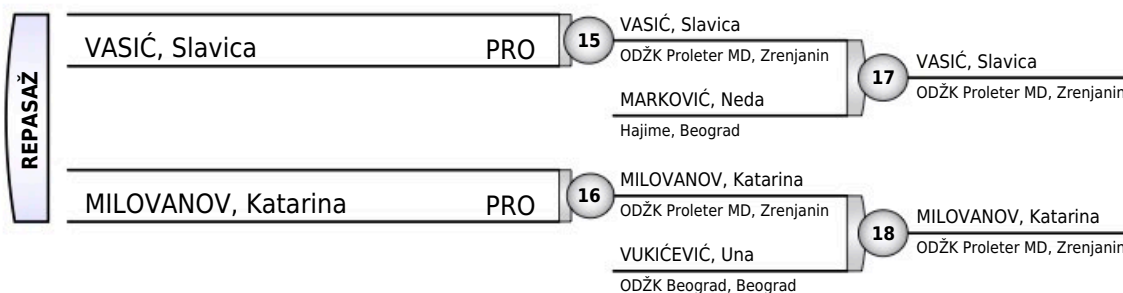 REPASAŽ
VASIĆ, Slavica PRO
15
VASIĆ, Slavica
ODŽK Proleter MD, Zrenjanin
MARKOVIĆ, Neda
Hajime, Beograd
17
VASIĆ, Slavica
ODŽK Proleter MD, Zrenjanin
MILOVANOV, Katarina PRO
16
MILOVANOV, Katarina
ODŽK Proleter MD, Zrenjanin
VUKIĆEVIĆ, Una
ODŽK Beograd, Beograd
18
MILOVANOV, Katarina
ODŽK Proleter MD, Zrenjanin